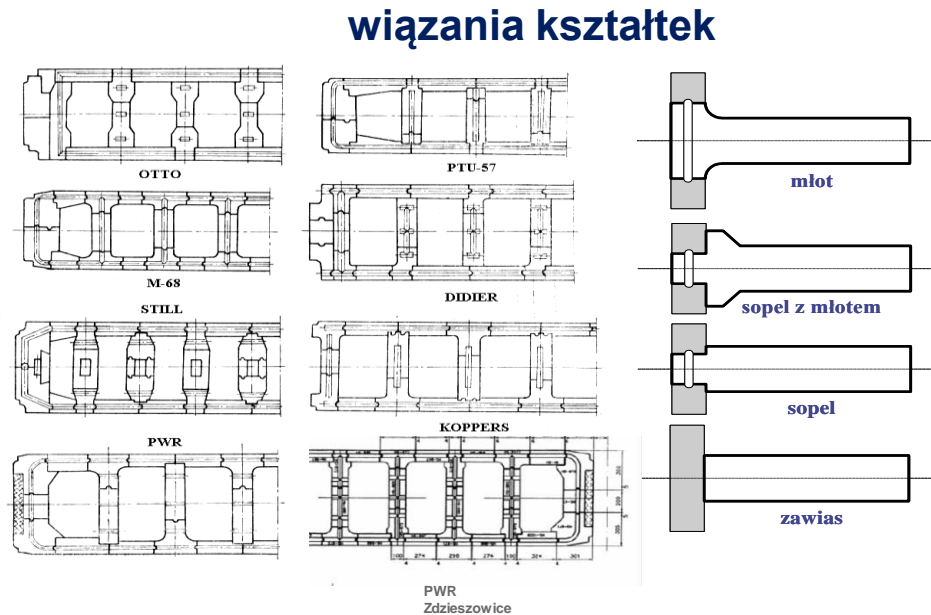 wiązania kształtek
OTTO
PTU-57
młot
M-68
DIDIER
sopel z młotem
STILL
sopel
PWR
KOPPERS
zawias
PWR
Zdzieszowice